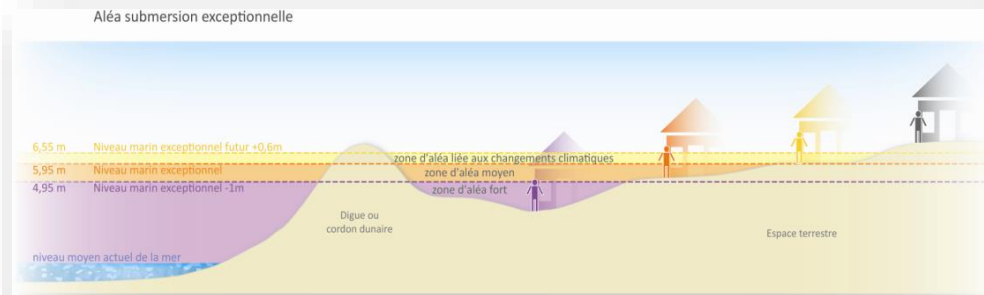 Aléa submersion exceptionnelle
6,55 m Niveau marin exceptionnel futur +0,6m
zone d'aléa liée aux changements climatiques
5,95 m Niveau marin exceptionnel
zone d'aléa moyen
4,95 m Niveau marin exceptionnel -1m
zone d'aléa fort
Digue ou
cordon dunaire
Espace terrestre
niveau moyen actuel de la mer